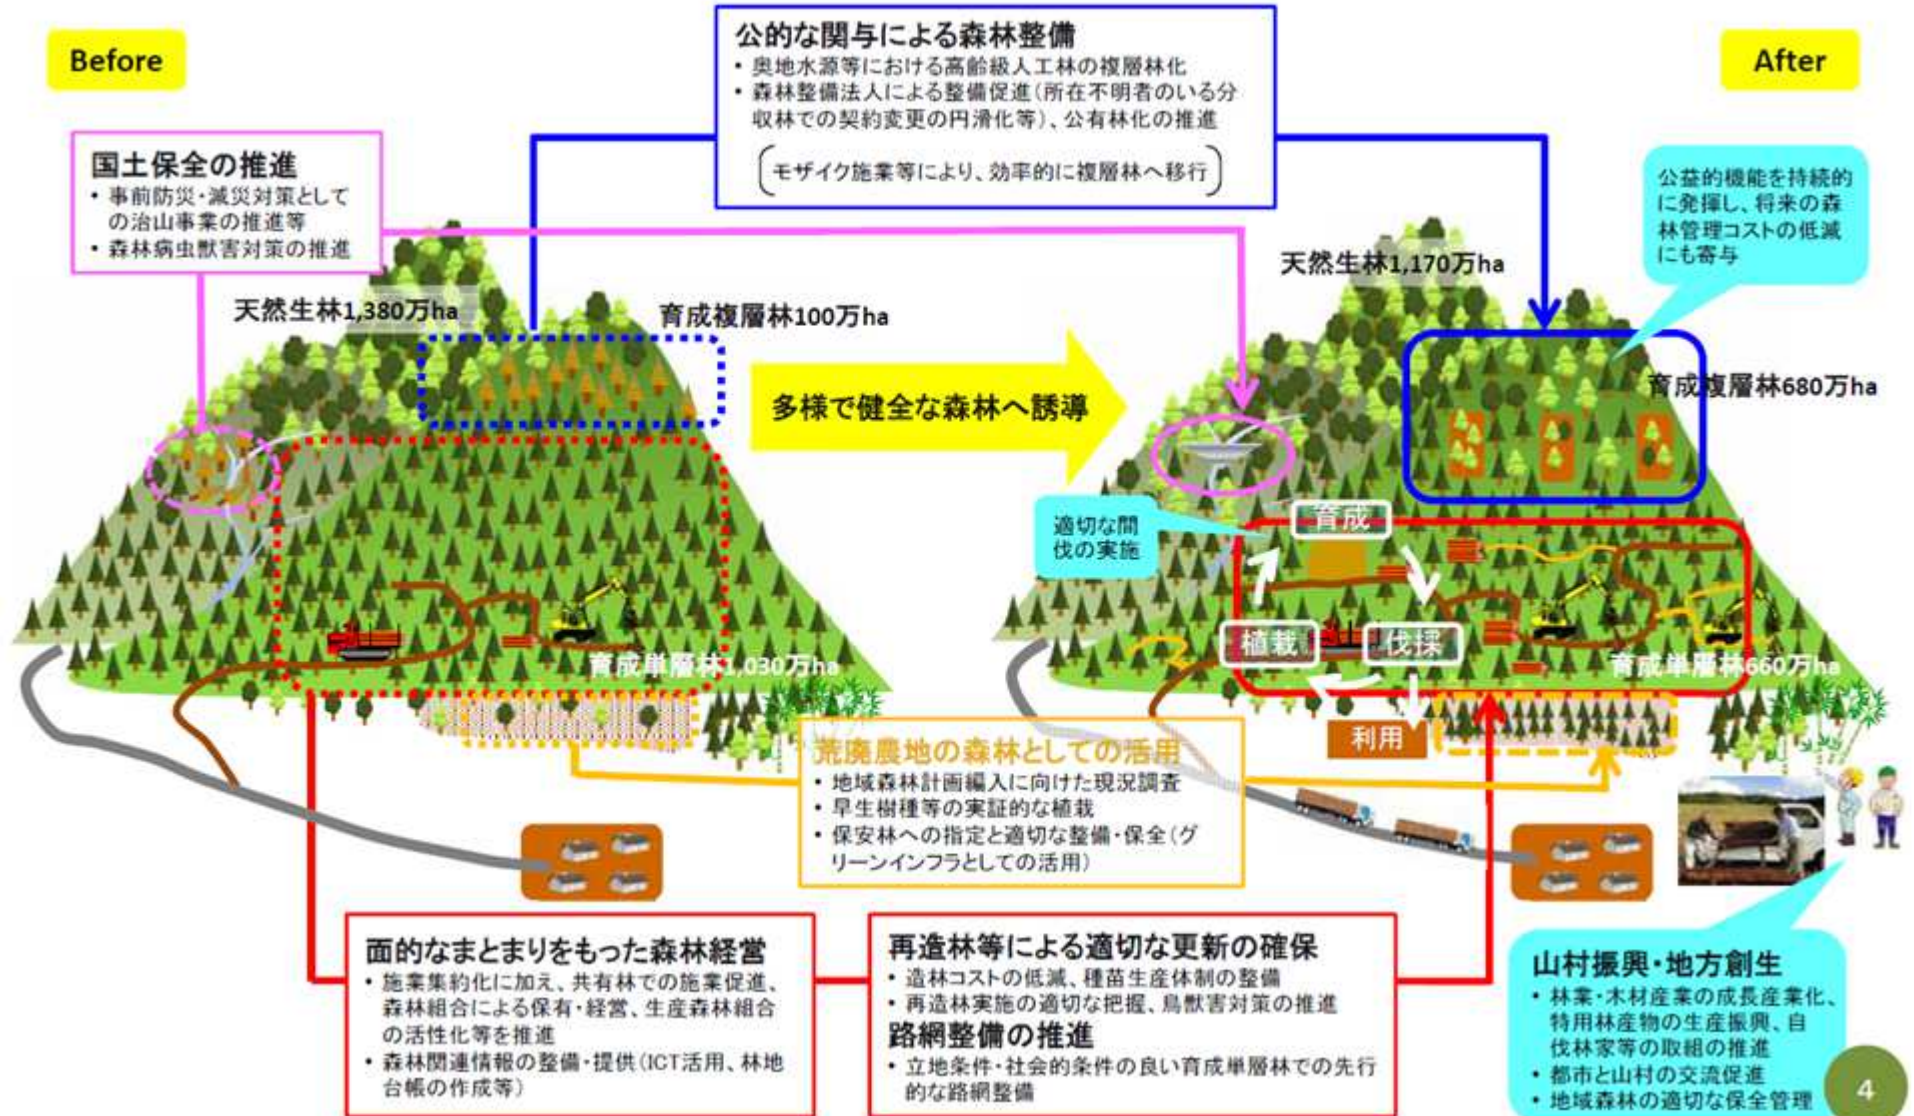 Before
公的な関与による森林整備
・ 奥地水源等における高齢級人工林の複層林化
・ 森林整備法人による整備促進（所在不明者のいる分
収林での契約変更の円滑化等）、公有林化の推進
モザイク施業等により、効率的に複層林へ移行
After
国土保全の推進
・ 事前防災・減災対策として
の治山事業の推進等
・ 森林病虫獣害対策の推進
公益的機能を持続的
に発揮し、将来の森
林管理コストの低減
にも寄与
天然生林1,380万ha
育成複層林100万ha
天然生林1,170万ha
育成複層林680万ha
多様で健全な森林へ誘導
適切な間
伐の実施
育成
植栽
伐採
育成単層林1,030万ha
育成単層林660万ha
利用
荒廃農地の森林としての活用
・ 地域森林計画編入に向けた現況調査
・ 早生樹種等の実証的な植栽
・ 保安林への指定と適切な整備・保全（グ
リーンインフラとしての活用）
面的なまとまりをもった森林経営
・ 施業集約化に加え、共有林での施業促進、
森林組合による保有・経営、生産森林組合
の活性化等を推進
・ 森林関連情報の整備・提供（ICT活用、林地
台帳の作成等）
再造林等による適切な更新の確保
・ 造林コストの低減、種苗生産体制の整備
・ 再造林実施の適切な把握、鳥獣害対策の推進
路網整備の推進
・ 立地条件・社会的条件の良い育成単層林での先行
的な路網整備
山村振興・地方創生
・ 林業・木材産業の成長産業化、
特用林産物の生産振興、自
伐林家等の取組の推進
・ 都市と山村の交流促進
・ 地域森林の適切な保全管理
4